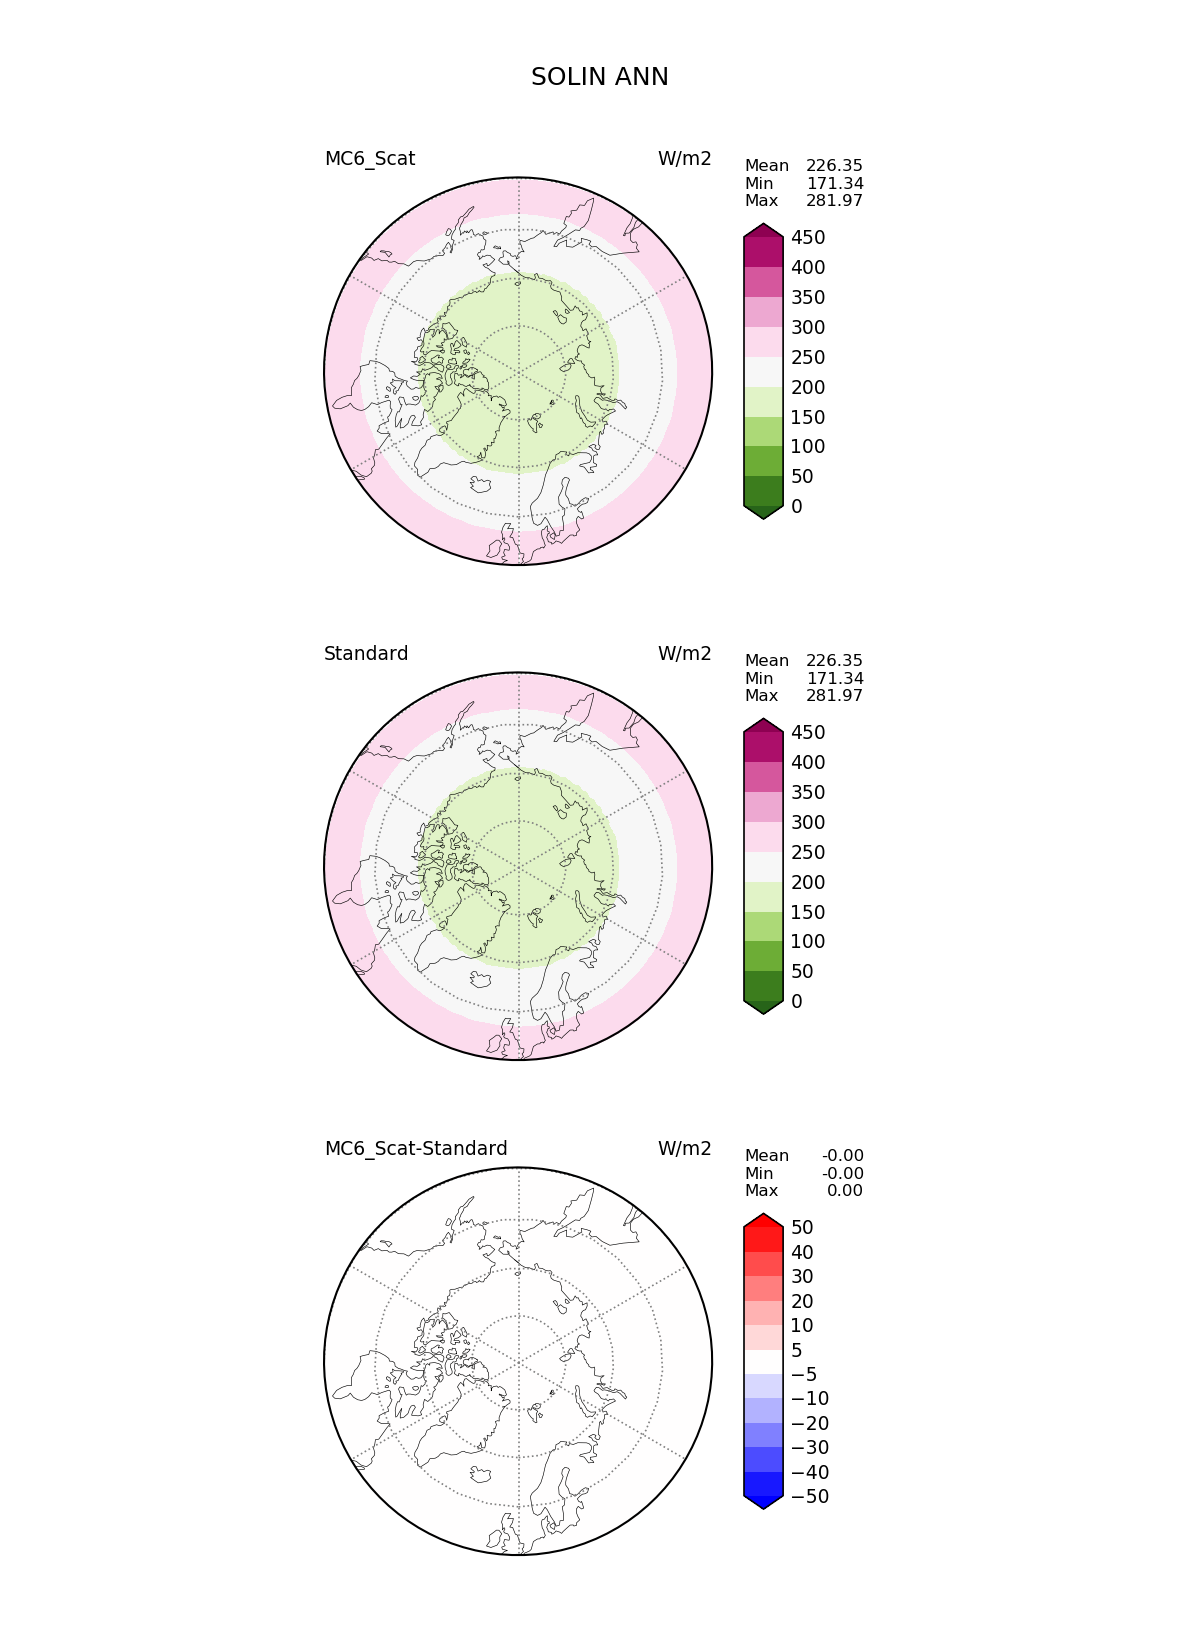 SOLIN ANN
MC6_Scat W/m2
Mean 226.35
Min 171.34
Max 281.97
450
400
350
300
250
200
150
100
50
0
Standard W/m2
Mean 226.35
Min 171.34
Max 281.97
450
400
350
300
250
200
150
100
50
0
MC6_Scat-Standard W/m2
Mean -0.00
Min -0.00
Max 0.00
50
40
30
20
10
5
−5
−10
−20
−30
−40
−50